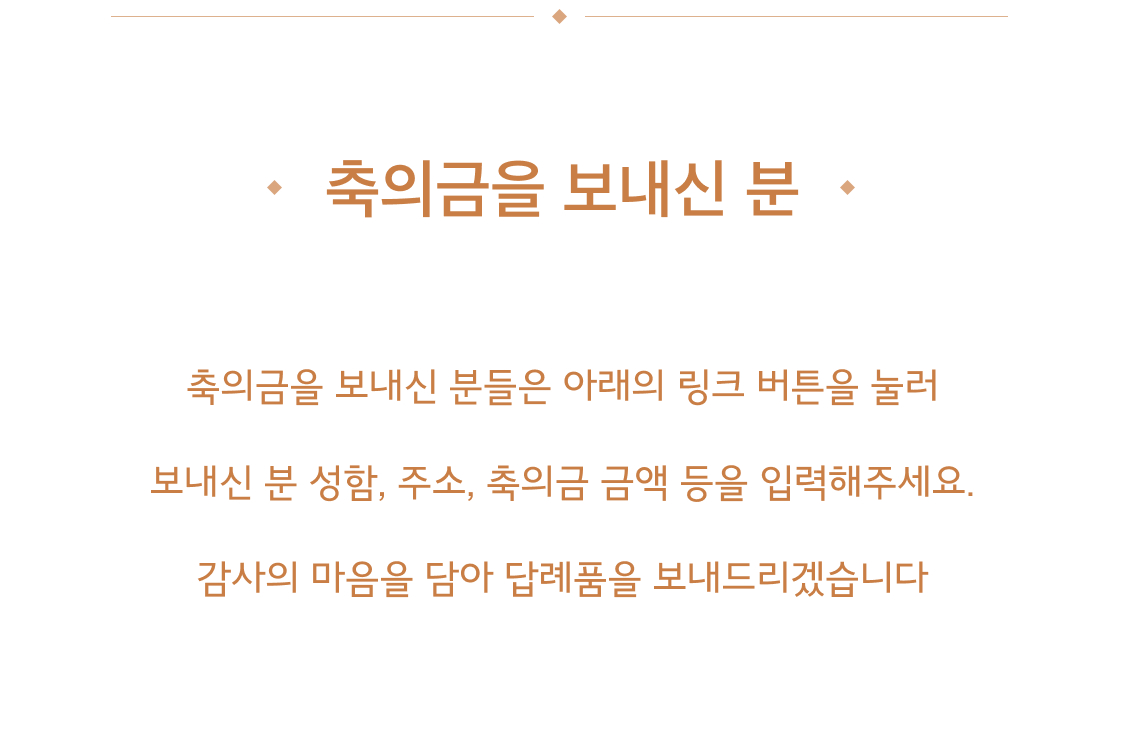 축의금을 보내신 분
축의금을 보내신 분들은 아래의 링크 버튼을 눌러
보내신 분 성함, 주소, 축의금 금액 등을 입력해주세요.
감사의 마음을 담아 답례품을 보내드리겠습니다